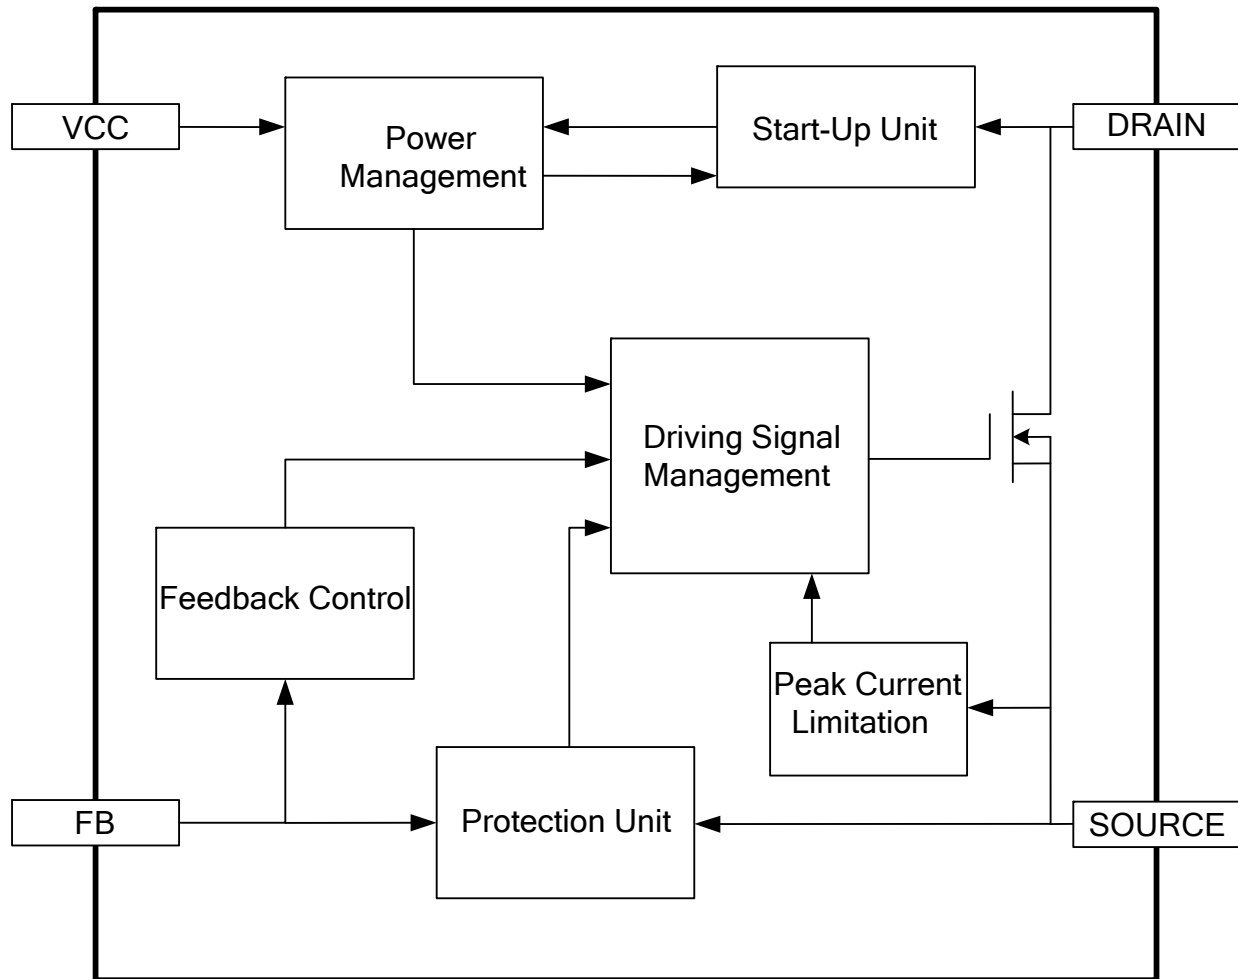 VCC
Power
Management
Start-Up Unit
DRAIN
Driving Signal
Management
Feedback Control
Peak Current
Limitation
FB
Protection Unit
SOURCE